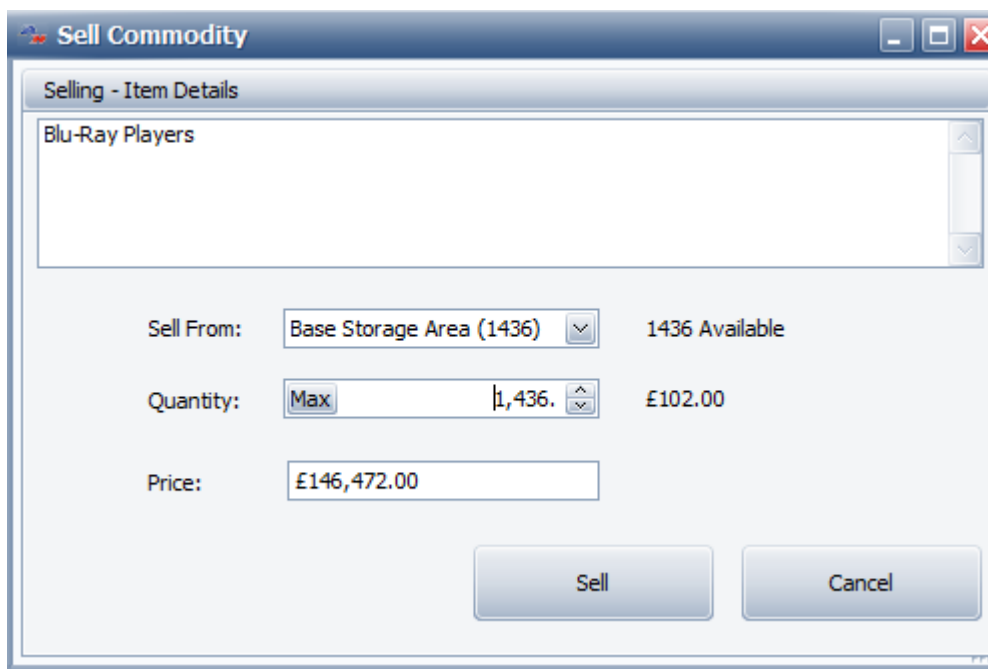 Sell Commodity
Selling - Item Details
Blu-Ray Players
Sell From: Base Storage Area (1436) 1436 Available
Quantity: Max 1,436. £102.00
Price: £146,472.00
Sell Cancel